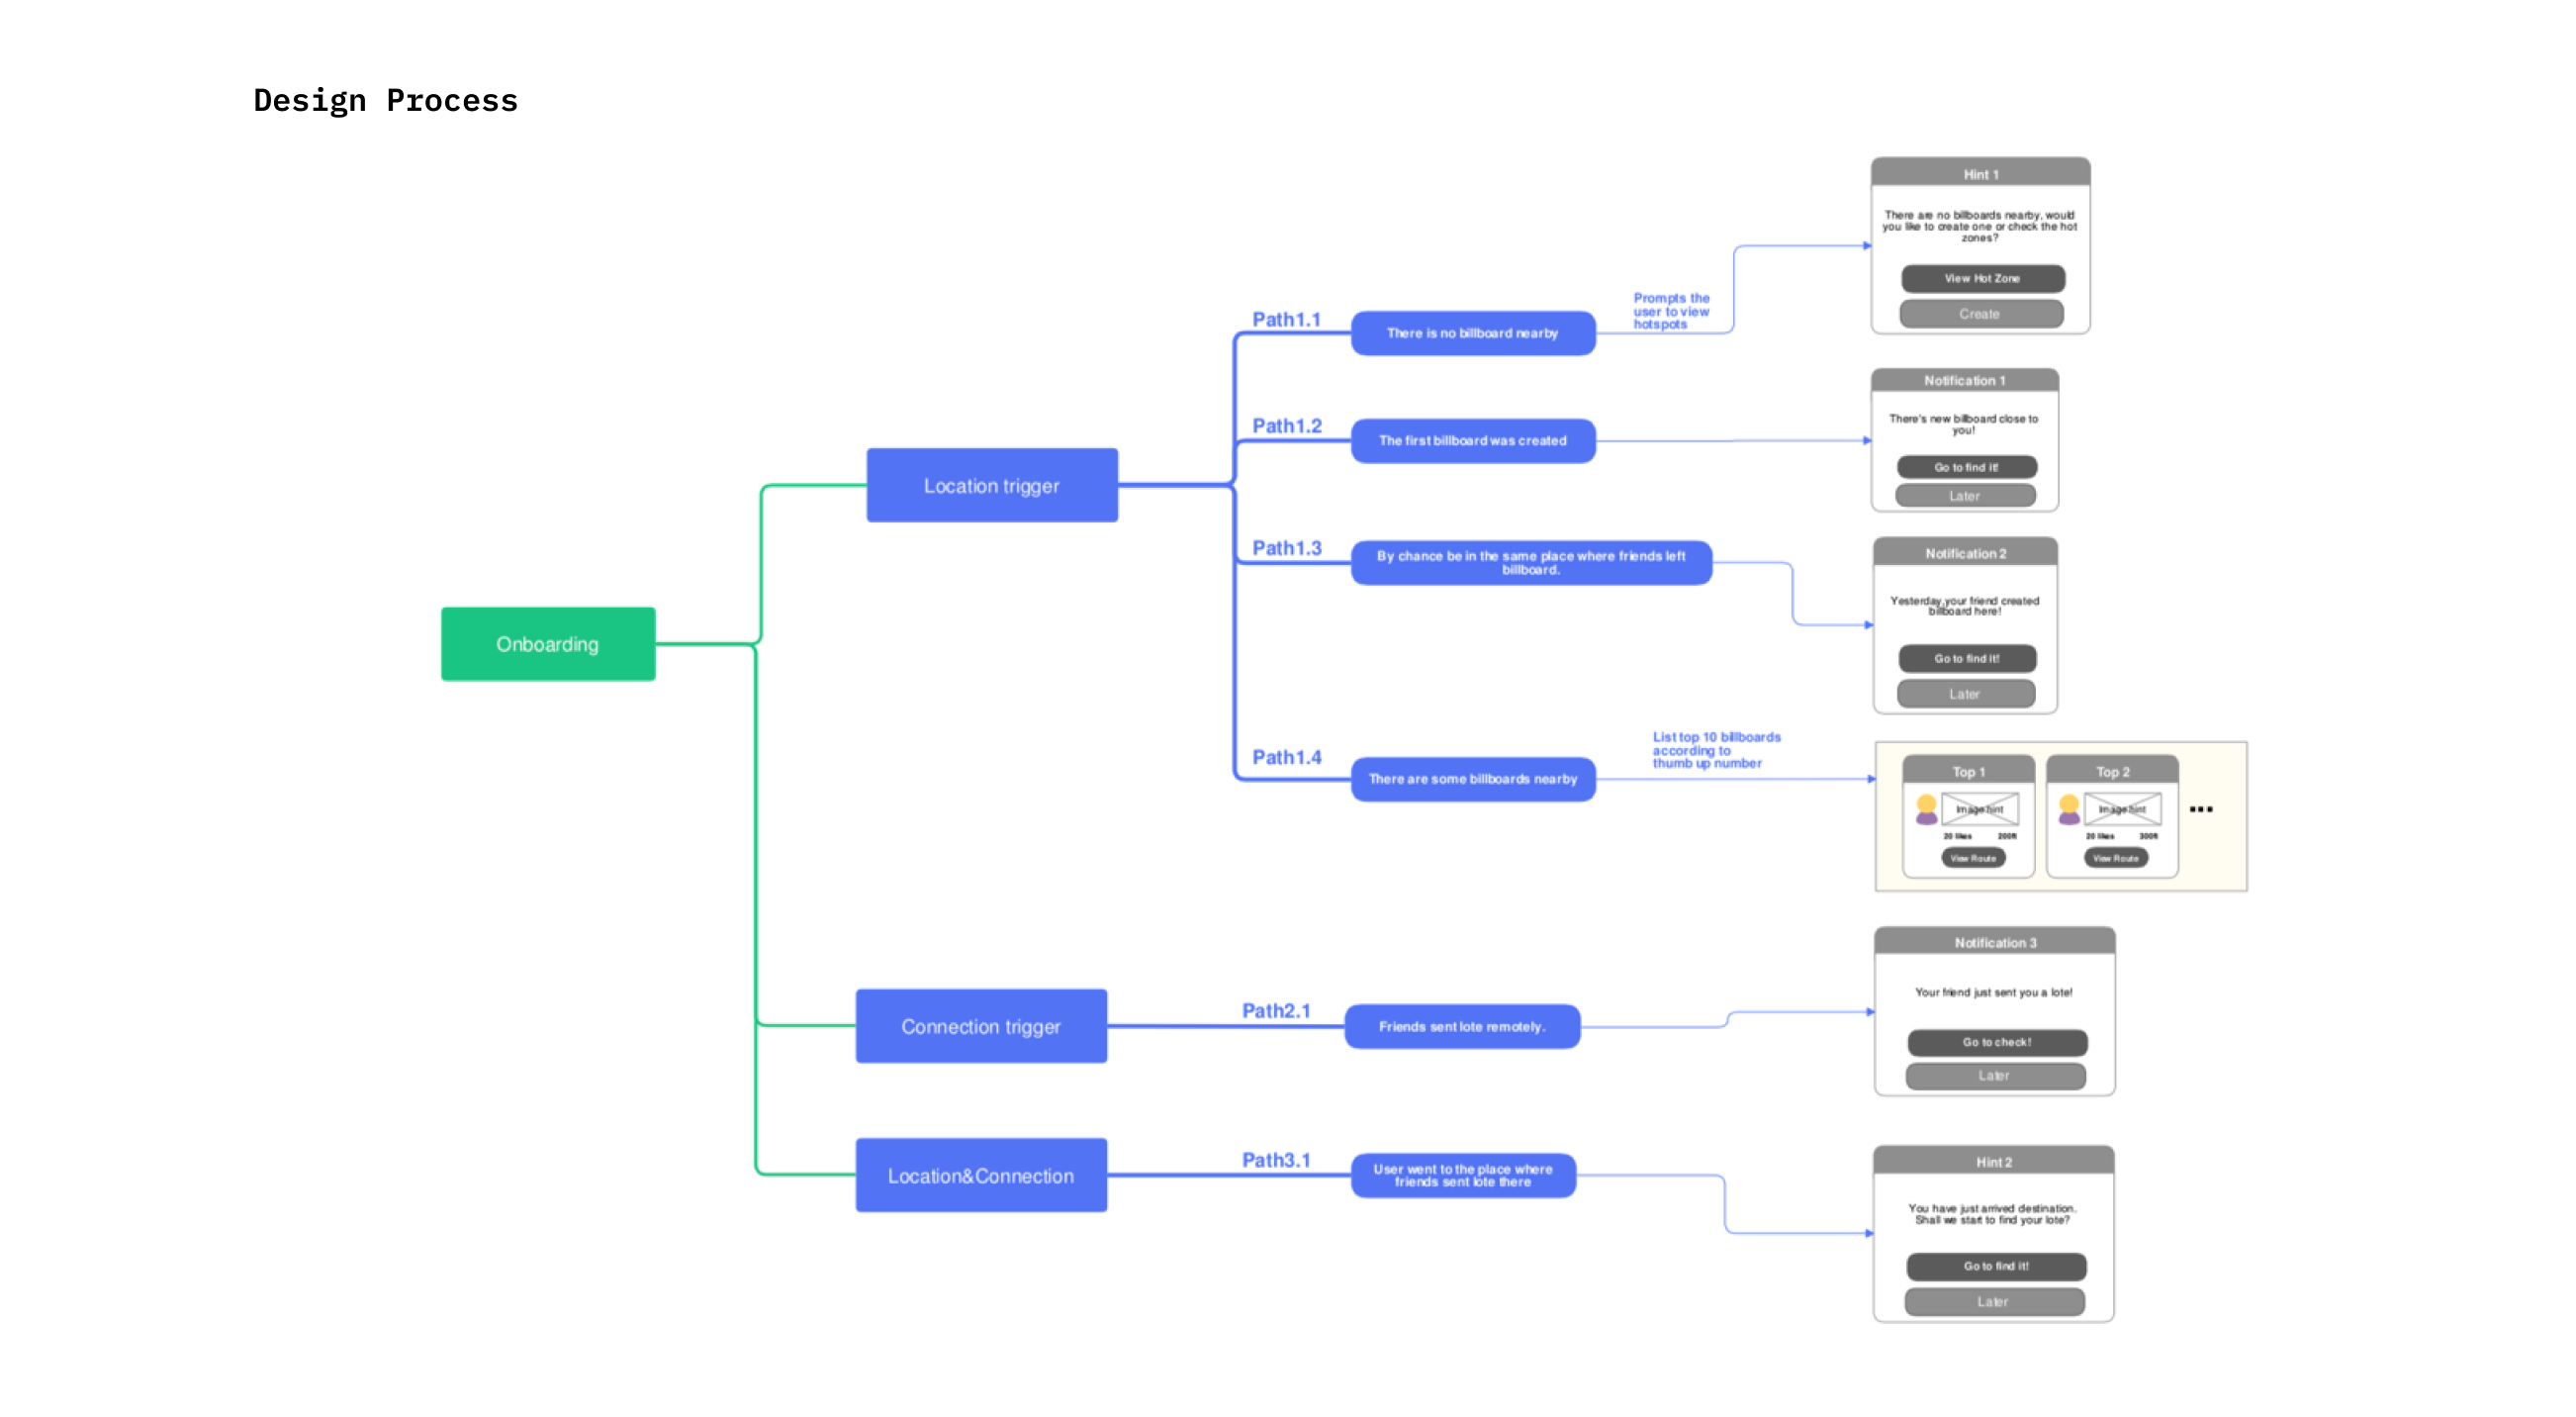 Design Process
Onboarding
Location trigger
Path1.1
There is no billboard nearby
Prompts the
user to view
hotspots
Hint 1
There are no billboards nearby, would
you like to create one or check the hot
zones?
View Hot Zone
Create
Path1.2
The first billboard was created
Notification 1
There's new billboard close to
you!
Go to find it!
Later
Path1.3
By chance be in the same place where friends left
billboard.
Notification 2
Yesterday,your friend created
billboard here!
Go to find it!
Later
Path1.4
There are some billboards nearby
List top 10 billboards
according to
thumb up number
Top 1
Image hint
20 likes 200ft
View Route
Top 2
Image hint
20 likes 300ft
View Route
...
Connection trigger
Path2.1
Friends sent lote remotely.
Notification 3
Your friend just sent you a lote!
Go to check!
Later
Location&Connection
Path3.1
User went to the place where
friends sent lote there
Hint 2
You have just arrived destination.
Shall we start to find your lote?
Go to find it!
Later